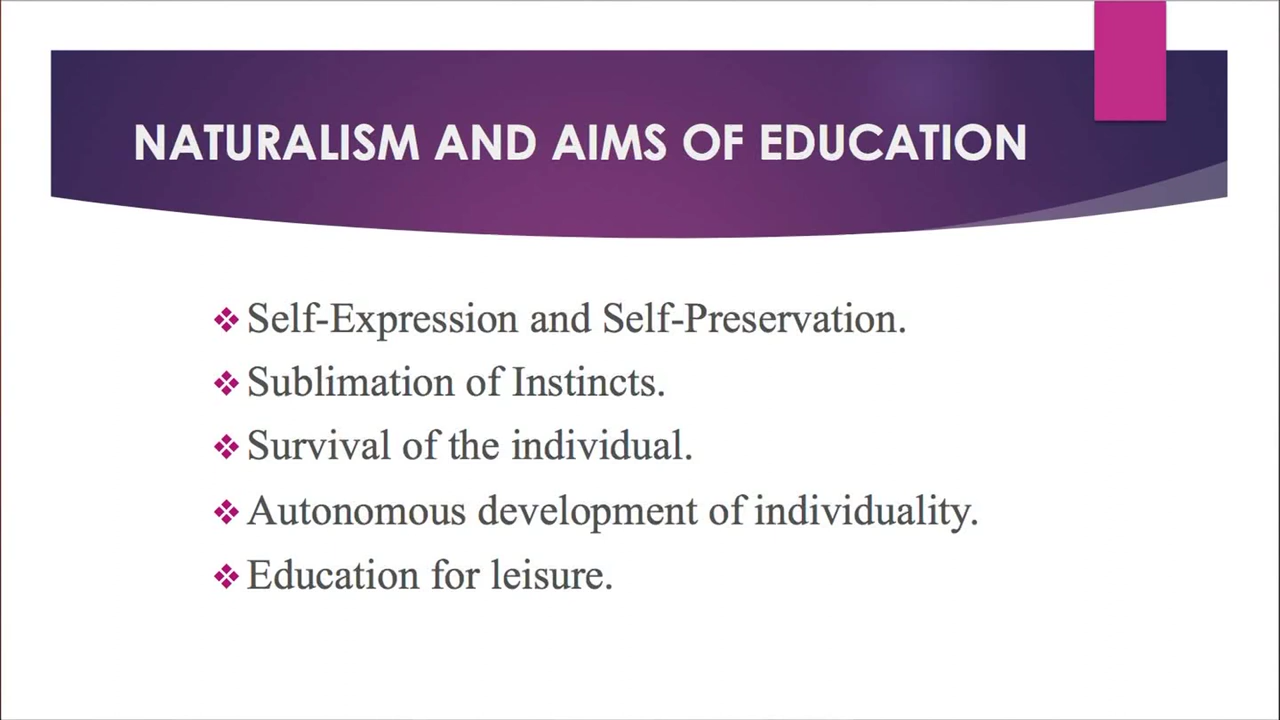 NATURALISM AND AIMS OF EDUCATION
❖ Self-Expression and Self-Preservation.
❖ Sublimation of Instincts.
❖ Survival of the individual.
❖ Autonomous development of individuality.
❖ Education for leisure.